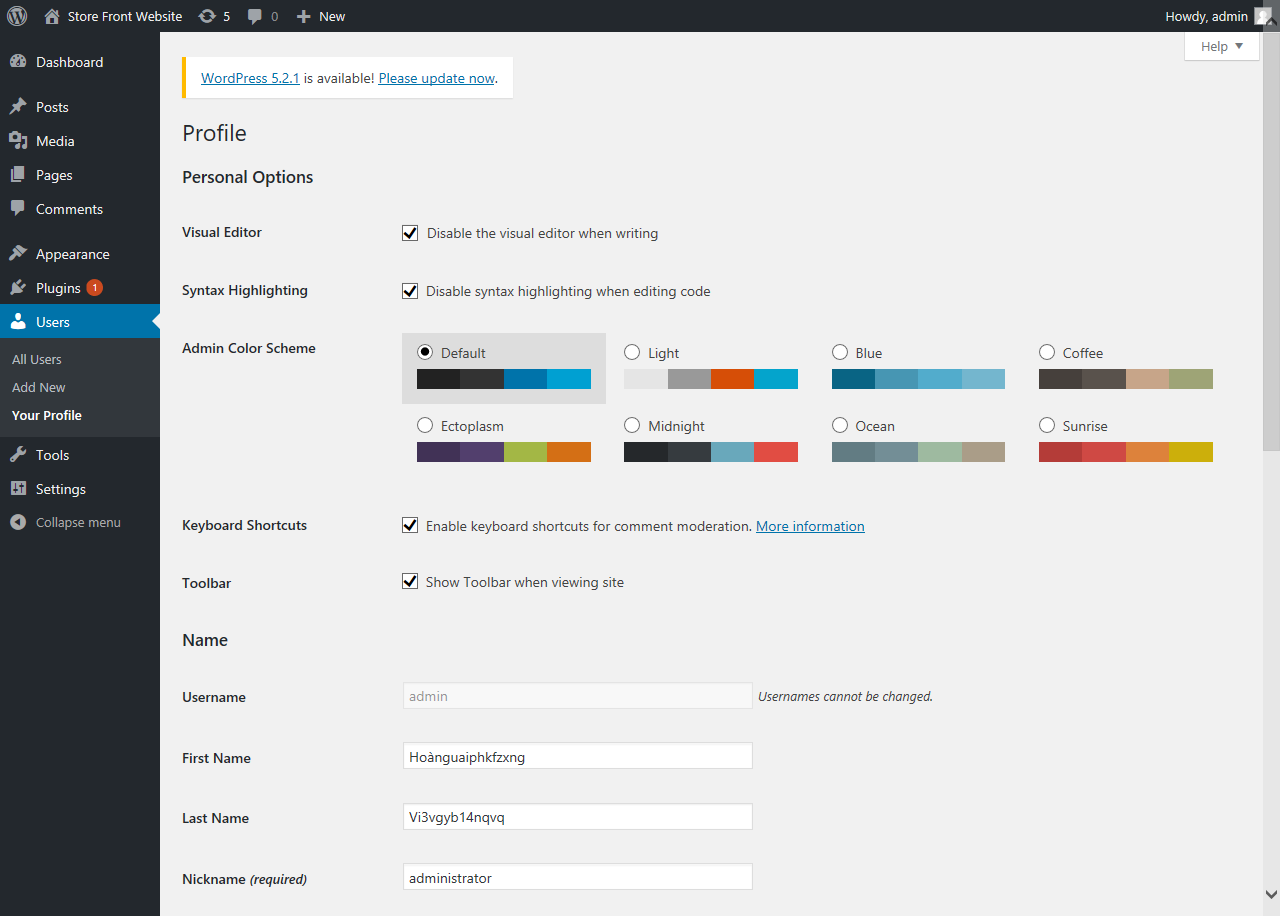 Store Front Website 5 0 New Howdy, admin
Help
Dashboard
Posts
Media
Pages
Comments
Appearance
Plugins 1
Users
All Users
Add New
Your Profile
Tools
Settings
Collapse menu
WordPress 5.2.1 is available! Please update now.
Profile
Personal Options
Visual Editor Disable the visual editor when writing
Syntax Highlighting Disable syntax highlighting when editing code
Admin Color Scheme Default Light Blue Coffee
Ectoplasm Midnight Ocean Sunrise
Keyboard Shortcuts Enable keyboard shortcuts for comment moderation. More information
Toolbar Show Toolbar when viewing site
Name
Username admin Usernames cannot be changed.
First Name Hoànguaiphkfzxng
Last Name Vi3vgyb14nqvq
Nickname (required) administrator